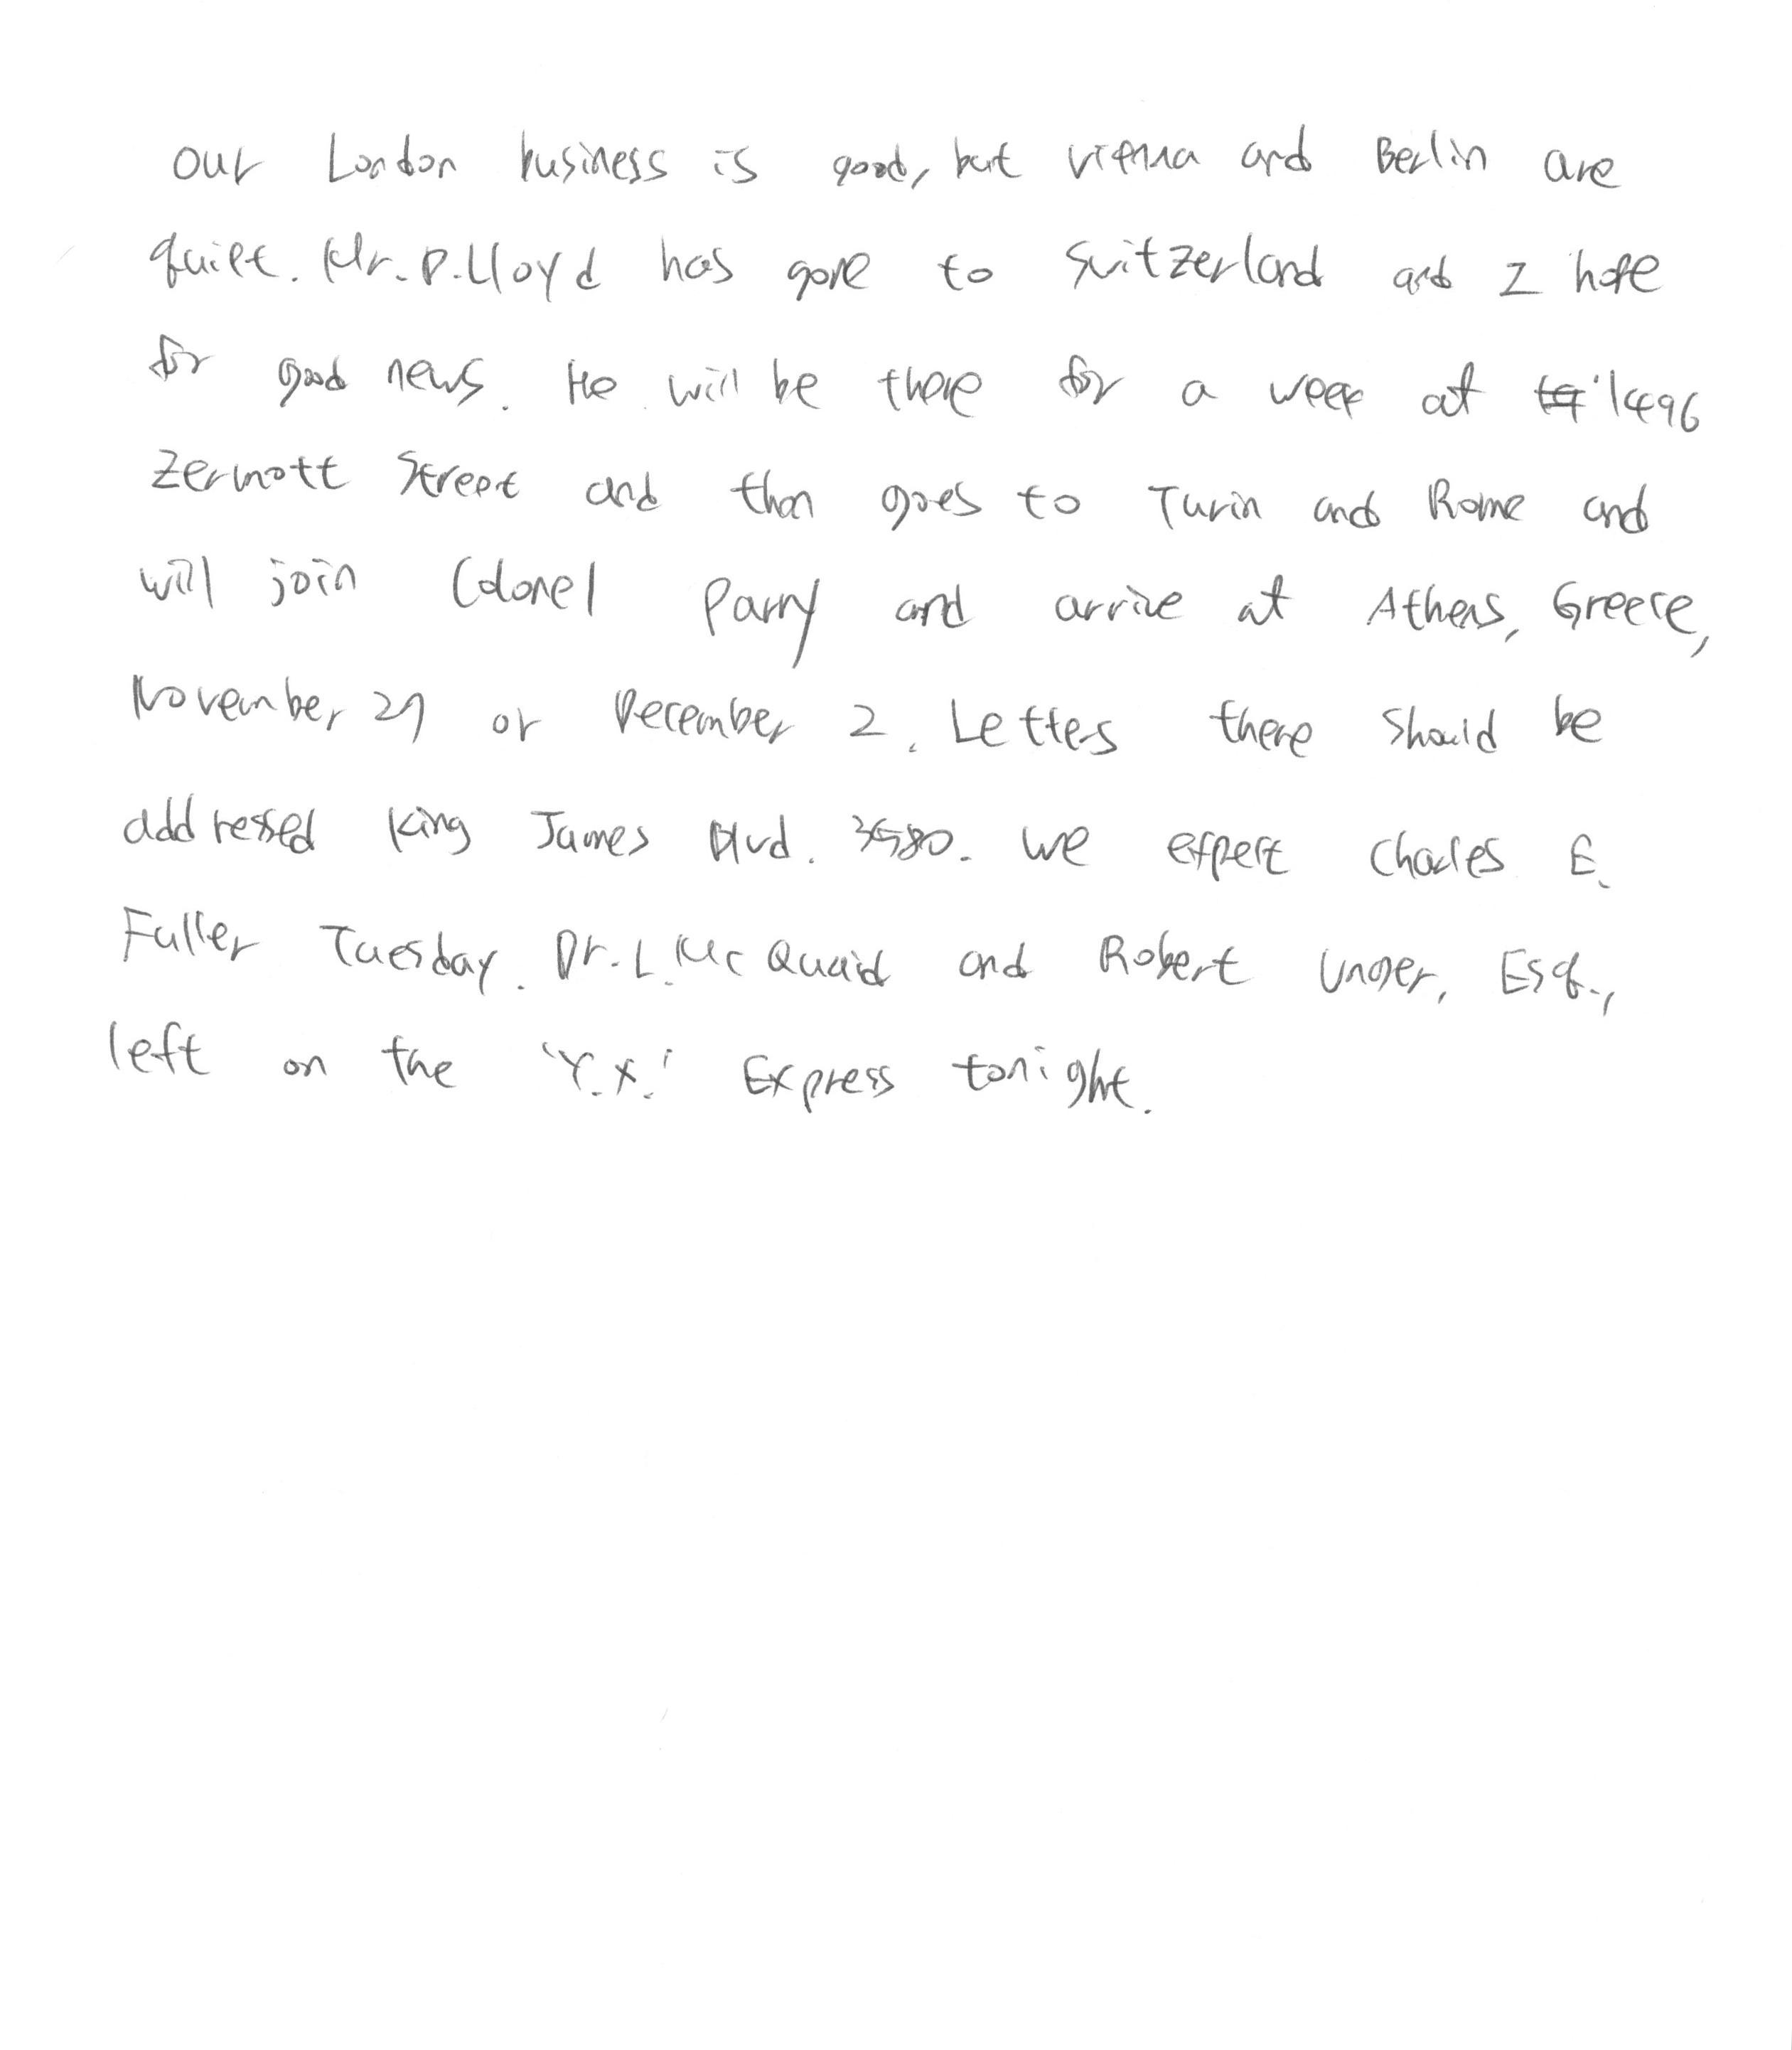 Our London business is good, but Vienna and Berlin are
quiet. Mr. D. Lloyd has gone to Switzerland and I hope
for good news. He will be there for a week at 1496
Zermott Street and then goes to Turin and Rome and
will join Colonel Parry and arrive at Athens, Greece,
November 29 or December 2. Letters there should be
addressed King James Blvd. 3580. We expect Charles E.
Fuller Tuesday. Dr. L. McQuaid and Robert Unger, Esq.,
left on the 'Y.X.' Express tonight.